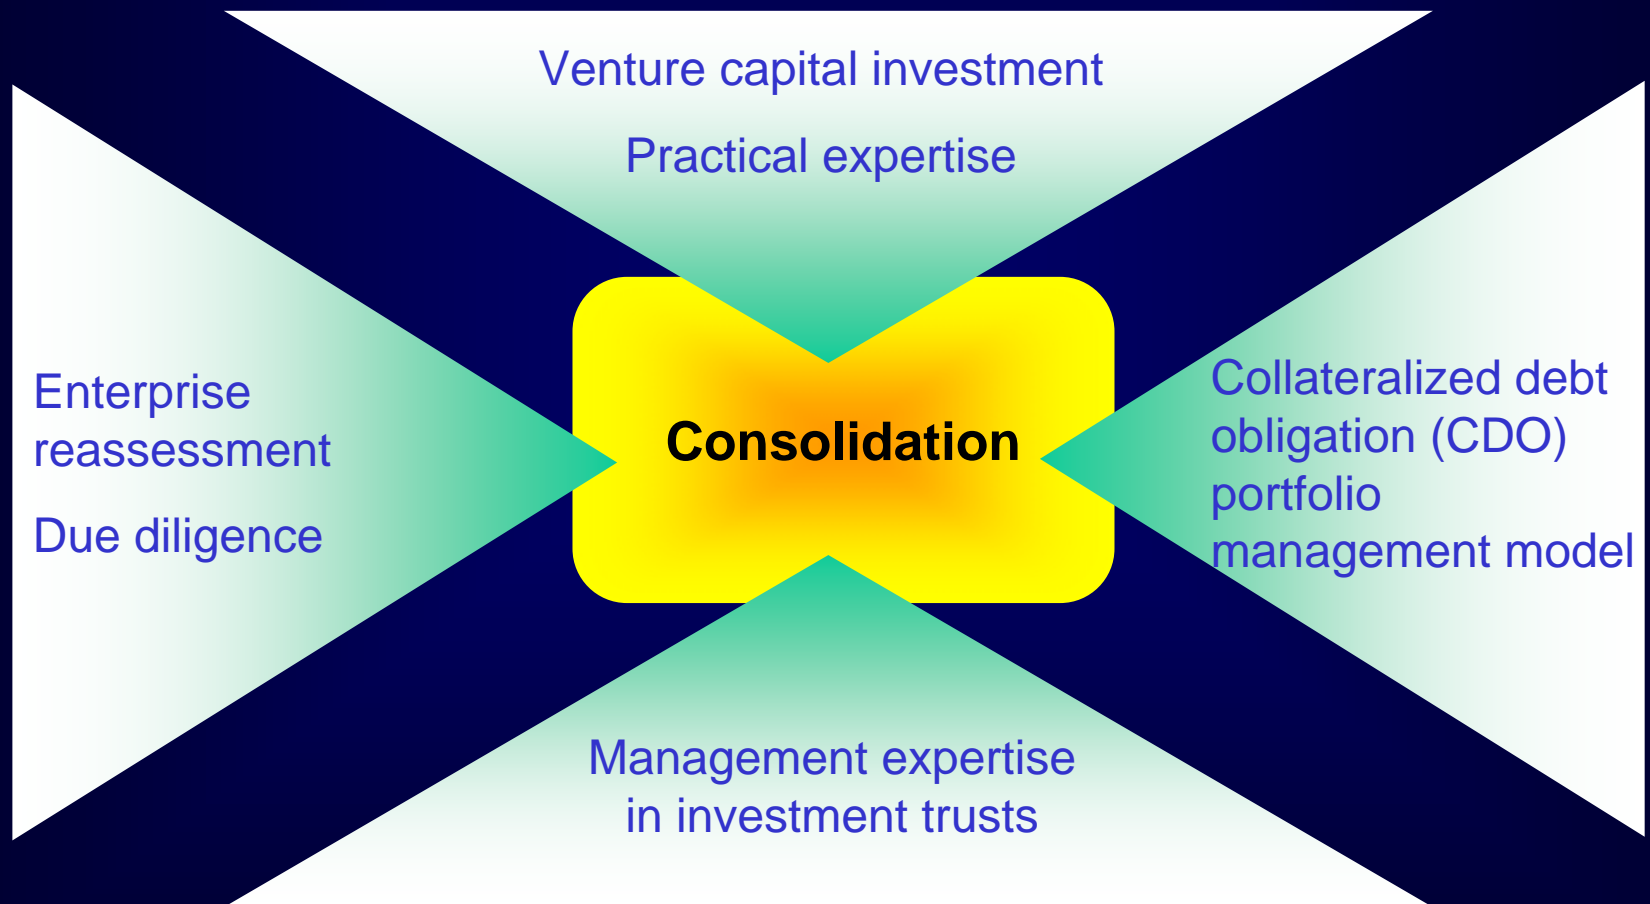 Venture capital investment
Practical expertise
Enterprise
reassessment
Due diligence
Consolidation
Collateralized debt
obligation (CDO)
portfolio
management model
Management expertise
in investment trusts